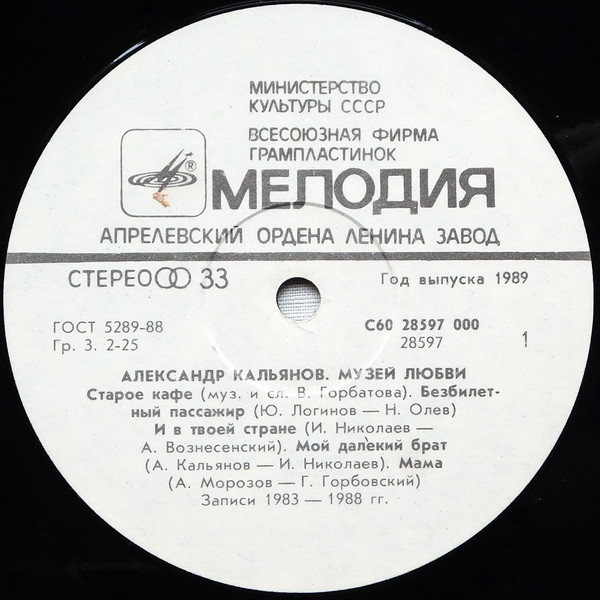 МИНИСТЕРСТВО
КУЛЬТУРЫ СССР
ВСЕСОЮЗНАЯ ФИРМА
ГРАМПЛАСТИНОК
®
МЕЛОДИЯ
АПРЕЛЕВСКИЙ ОРДЕНА ЛЕНИНА ЗАВОД
СТЕРЕО 33
Год выпуска 1989
ГОСТ 5289-88
Гр. 3. 2-25
С60 28597 000
28597
1
АЛЕКСАНДР КАЛЬЯНОВ. МУЗЕЙ ЛЮБВИ
Старое кафе (муз. и сл. В. Горбатова). Безбилет-
ный пассажир (Ю. Логинов — Н. Олев)
И в твоей стране (И. Николаев —
А. Вознесенский). Мой далекий брат
(А. Кальянов — И. Николаев). Мама
(А. Морозов — Г. Горбовский)
Записи 1983 — 1988 гг.